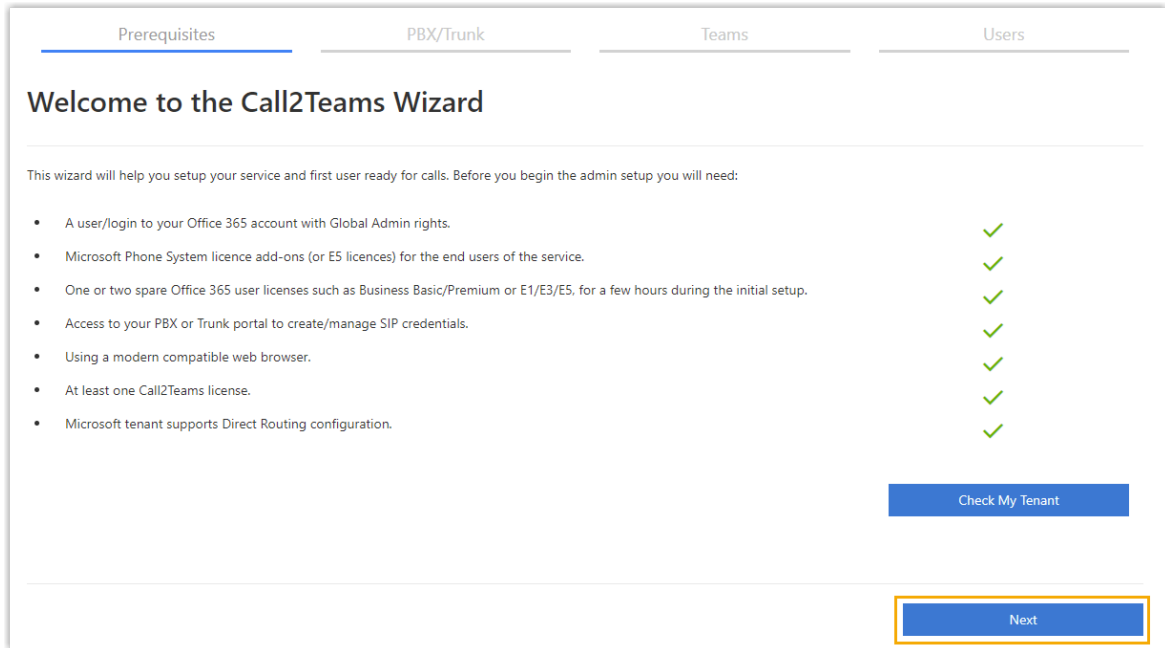 Prerequisites
PBX/Trunk
Teams
Users
Welcome to the Call2Teams Wizard
This wizard will help you setup your service and first user ready for calls. Before you begin the admin setup you will need:
• A user/login to your Office 365 account with Global Admin rights.
• Microsoft Phone System licence add-ons (or E5 licences) for the end users of the service.
• One or two spare Office 365 user licenses such as Business Basic/Premium or E1/E3/E5, for a few hours during the initial setup.
• Access to your PBX or Trunk portal to create/manage SIP credentials.
• Using a modern compatible web browser.
• At least one Call2Teams license.
• Microsoft tenant supports Direct Routing configuration.
Check My Tenant
Next